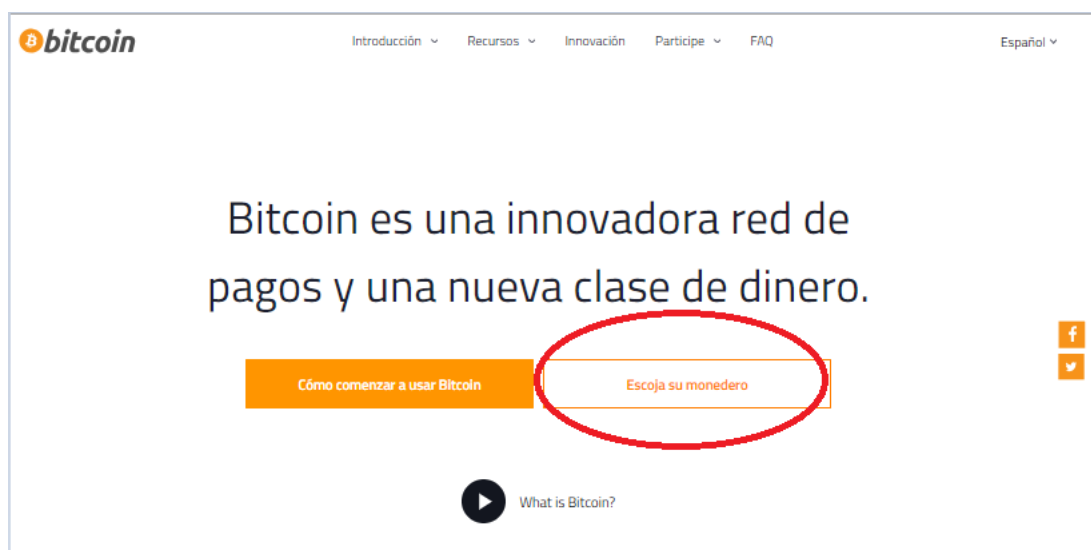 bitcoin
Introducción Recursos Innovación Participe FAQ Español
Bitcoin es una innovadora red de
pagos y una nueva clase de dinero.
Cómo comenzar a usar Bitcoin Escoja su monedero
What is Bitcoin?